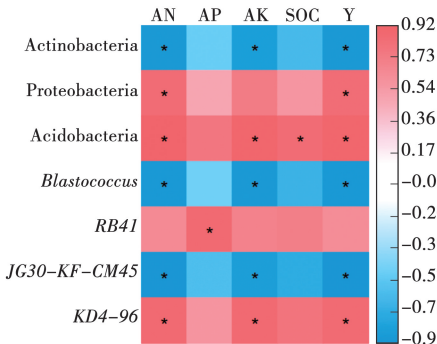 AN AP AK SOC Y
Actinobacteria * * *
Proteobacteria * *
Acidobacteria * * * *
Blastococcus * * *
RB41 *
JG30-KF-CM45 * * *
KD4-96 * * *
0.92
0.73
0.54
0.36
0.17
-0.0
-0.2
-0.3
-0.5
-0.7
-0.9